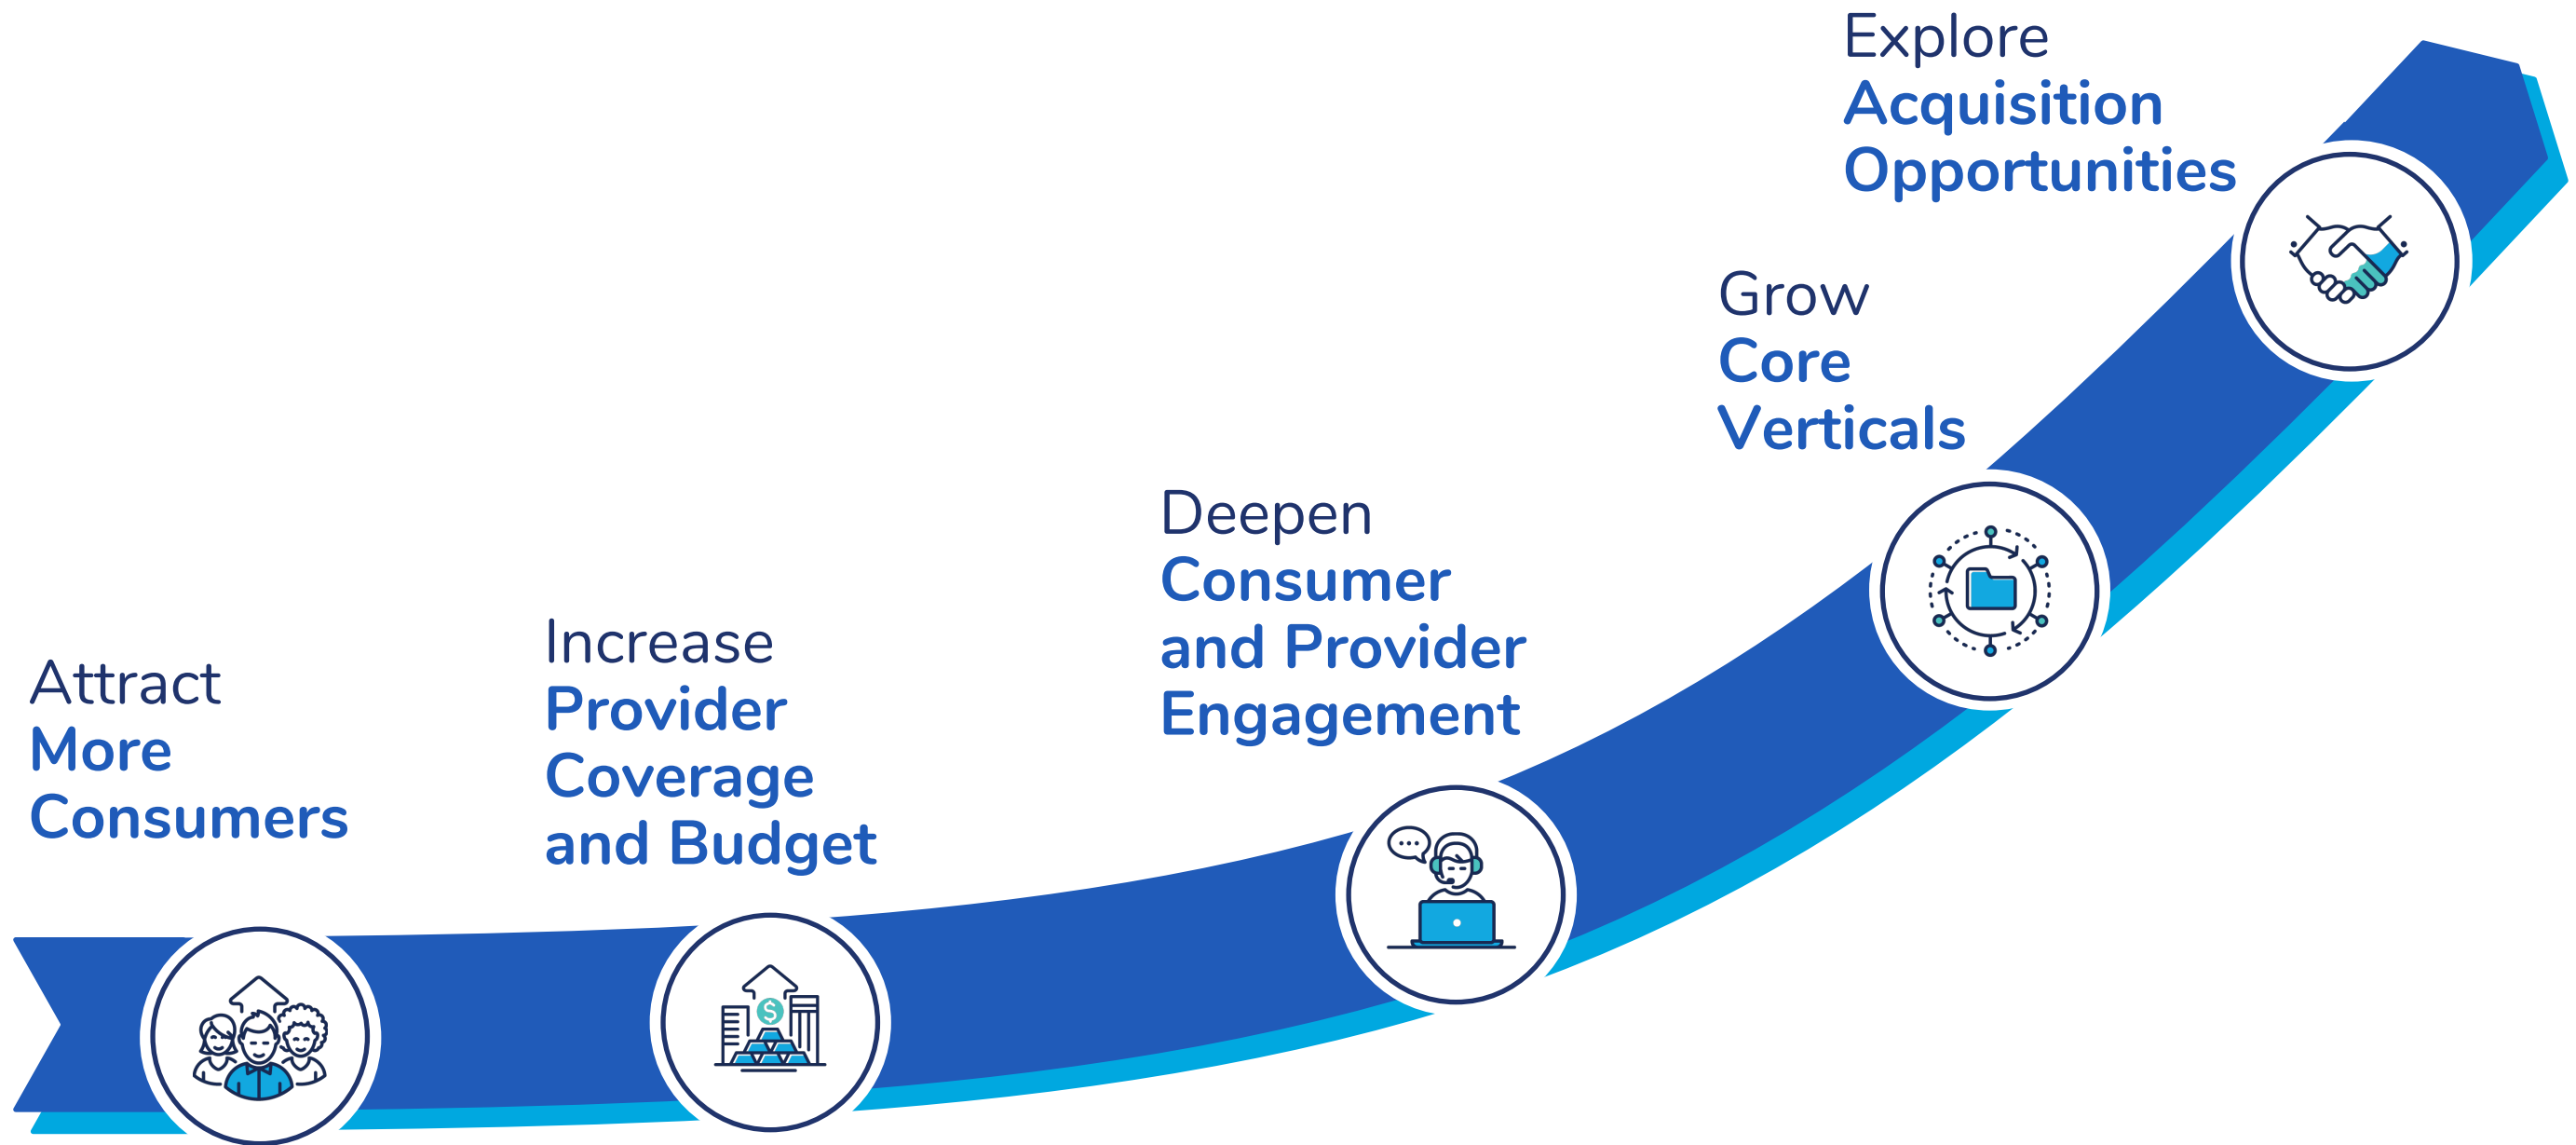 Attract
More
Consumers
Increase
Provider
Coverage
and Budget
Deepen
Consumer
and Provider
Engagement
Grow
Core
Verticals
Explore
Acquisition
Opportunities
$